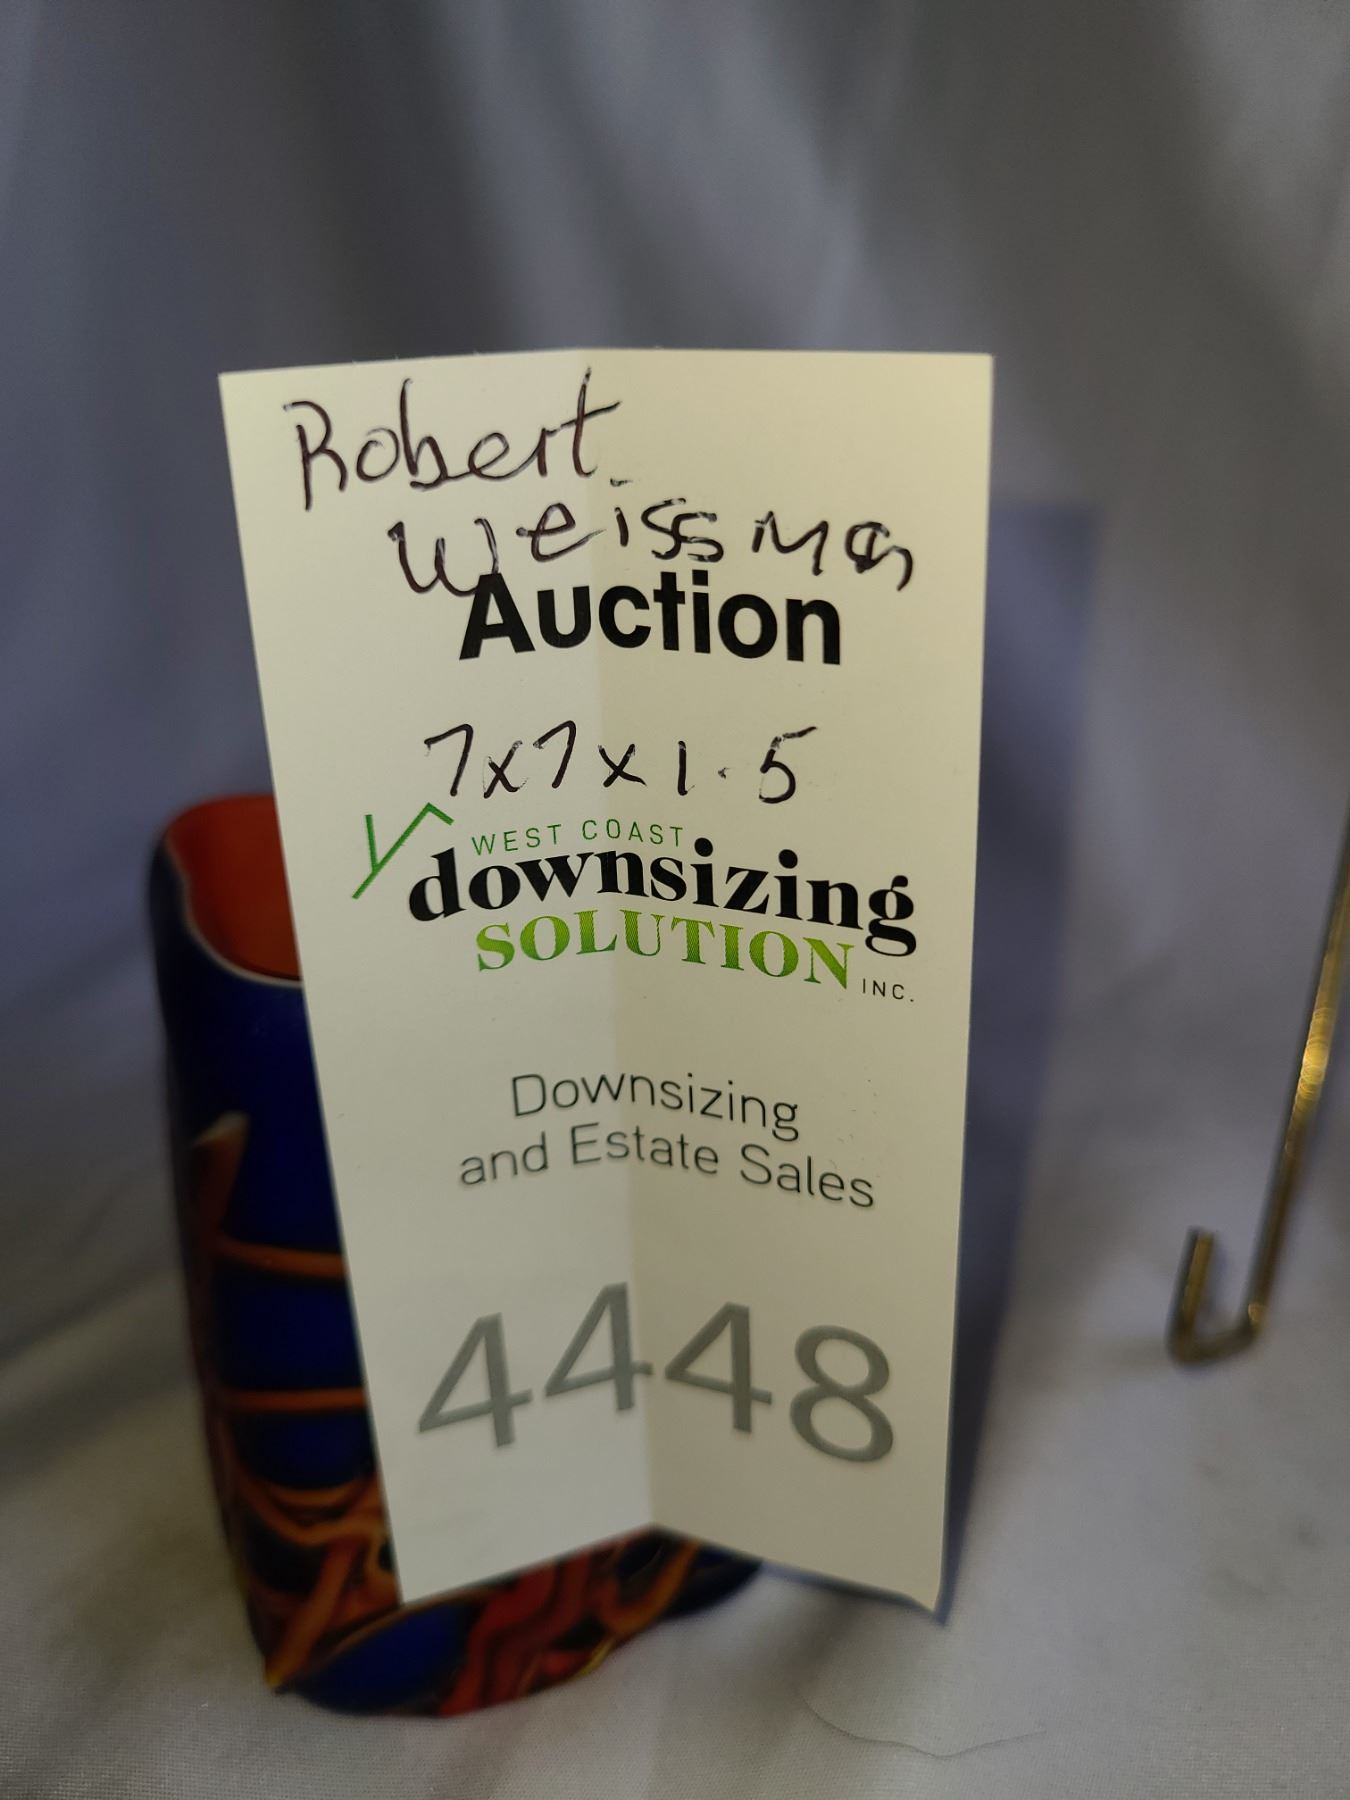 Robert
Weissman
Auction
7x7x1.5
WEST COAST
downsizing
SOLUTION INC.
Downsizing
and Estate Sales
4448